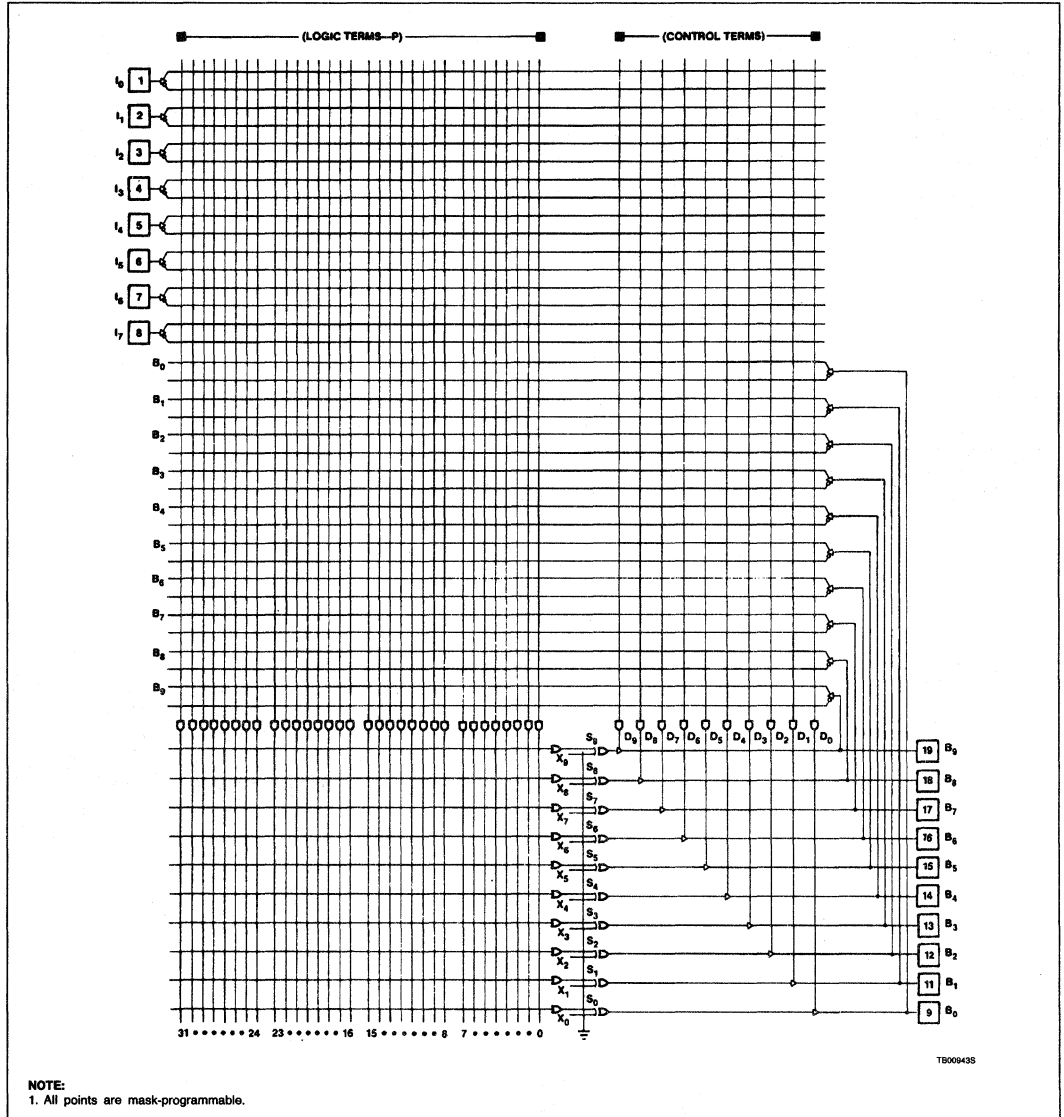 (LOGIC TERMS—P) (CONTROL TERMS)
I0 1
I1 2
I2 3
I3 4
I4 5
I5 6
I6 7
I7 8
B0
B1
B2
B3
B4
B5
B6
B7
B8
B9
D9 D8 D7 D6 D5 D4 D3 D2 D1 D0
S9 X9 19 B9
S8 X8 18 B8
S7 X7 17 B7
S6 X6 16 B6
S5 X5 15 B5
S4 X4 14 B4
S3 X3 13 B3
S2 X2 12 B2
S1 X1 11 B1
S0 X0 9 B0
31 • • • • • • 24 23 • • • • • • 16 15 • • • • • • 8 7 • • • • • • 0
TB00943S
NOTE:
1. All points are mask-programmable.